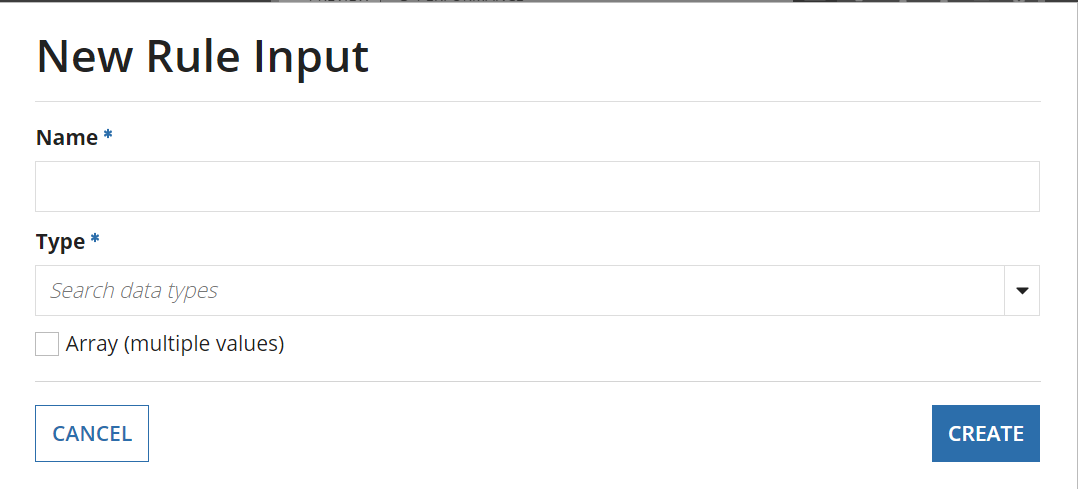 New Rule Input
Name *
Type *
Search data types
Array (multiple values)
CANCEL
CREATE